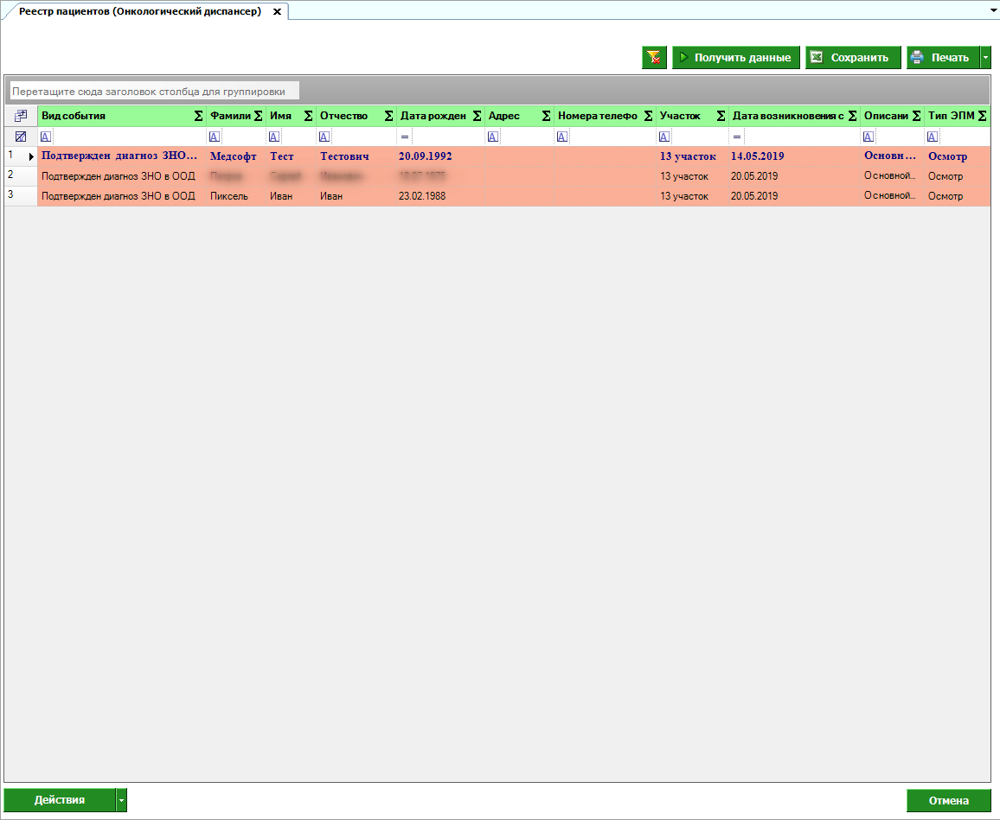 Реестр пациентов (Онкологический диспансер)
Получить данные Сохранить Печать
Перетащите сюда заголовок столбца для группировки
Вид события Фамили Имя Отчество Дата рожден Адрес Номера телефо Участок Дата возникновения с Описани Тип ЭПМ
1 Подтвержден диагноз ЗНО... Медсофт Тест Тестович 20.09.1992 13 участок 14.05.2019 Основн... Осмотр
2 Подтвержден диагноз ЗНО в ООД 13 участок 20.05.2019 Основной... Осмотр
3 Подтвержден диагноз ЗНО в ООД Пиксель Иван Иван 23.02.1988 13 участок 20.05.2019 Основной... Осмотр
Действия Отмена